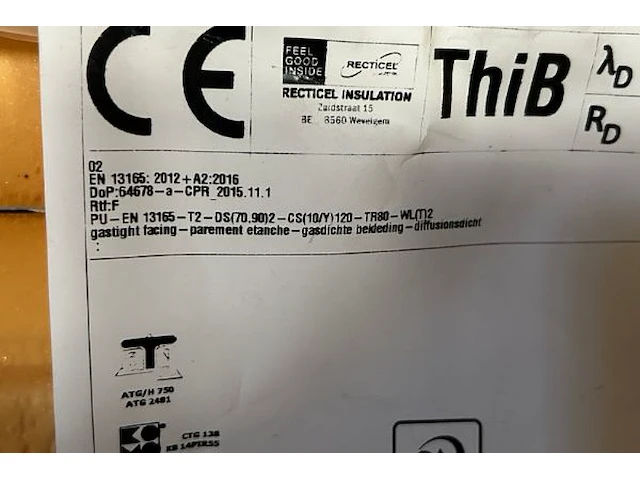 CE
FEEL
GOOD
INSIDE
RECTICEL
RECTICEL INSULATION
Zuidstraat 15
BE 8560 Wevelgem
ThiB
λD
RD
02
EN 13165: 2012+A2:2016
DoP:64678-a-CPR_2015.11.1
Rtf:F
PU-EN 13165-T2-DS(70.90)2-CS(10/Y)120-TR80-WL(T)2
gastight facing-parement etanche-gasdichte bekleding-diffusionsdicht
:
ATG/H 750
ATG 2481
KOMO
CTG 138